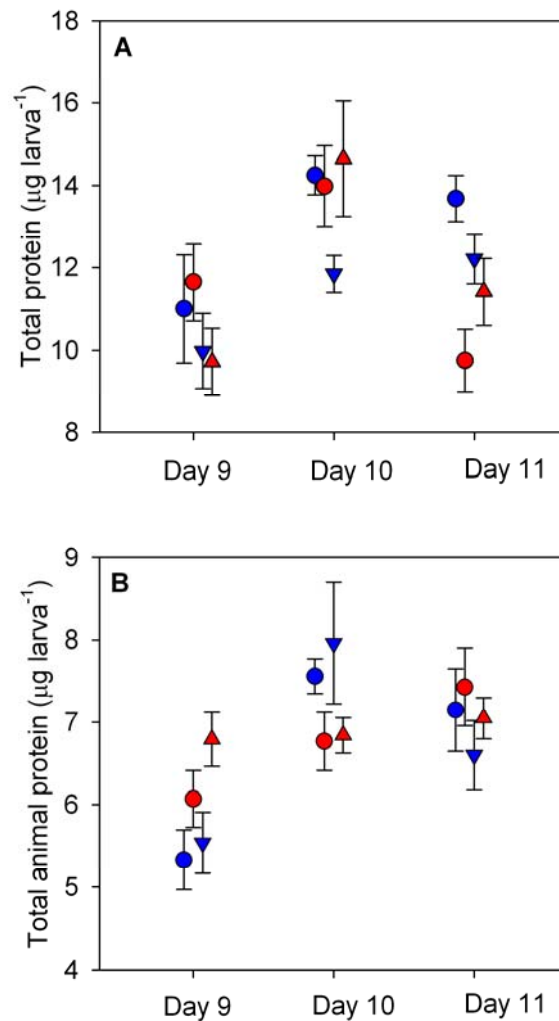 A
Total protein (μg larva⁻¹)
18
16
14
12
10
8
Day 9 Day 10 Day 11
B
Total animal protein (μg larva⁻¹)
9
8
7
6
5
4
Day 9 Day 10 Day 11